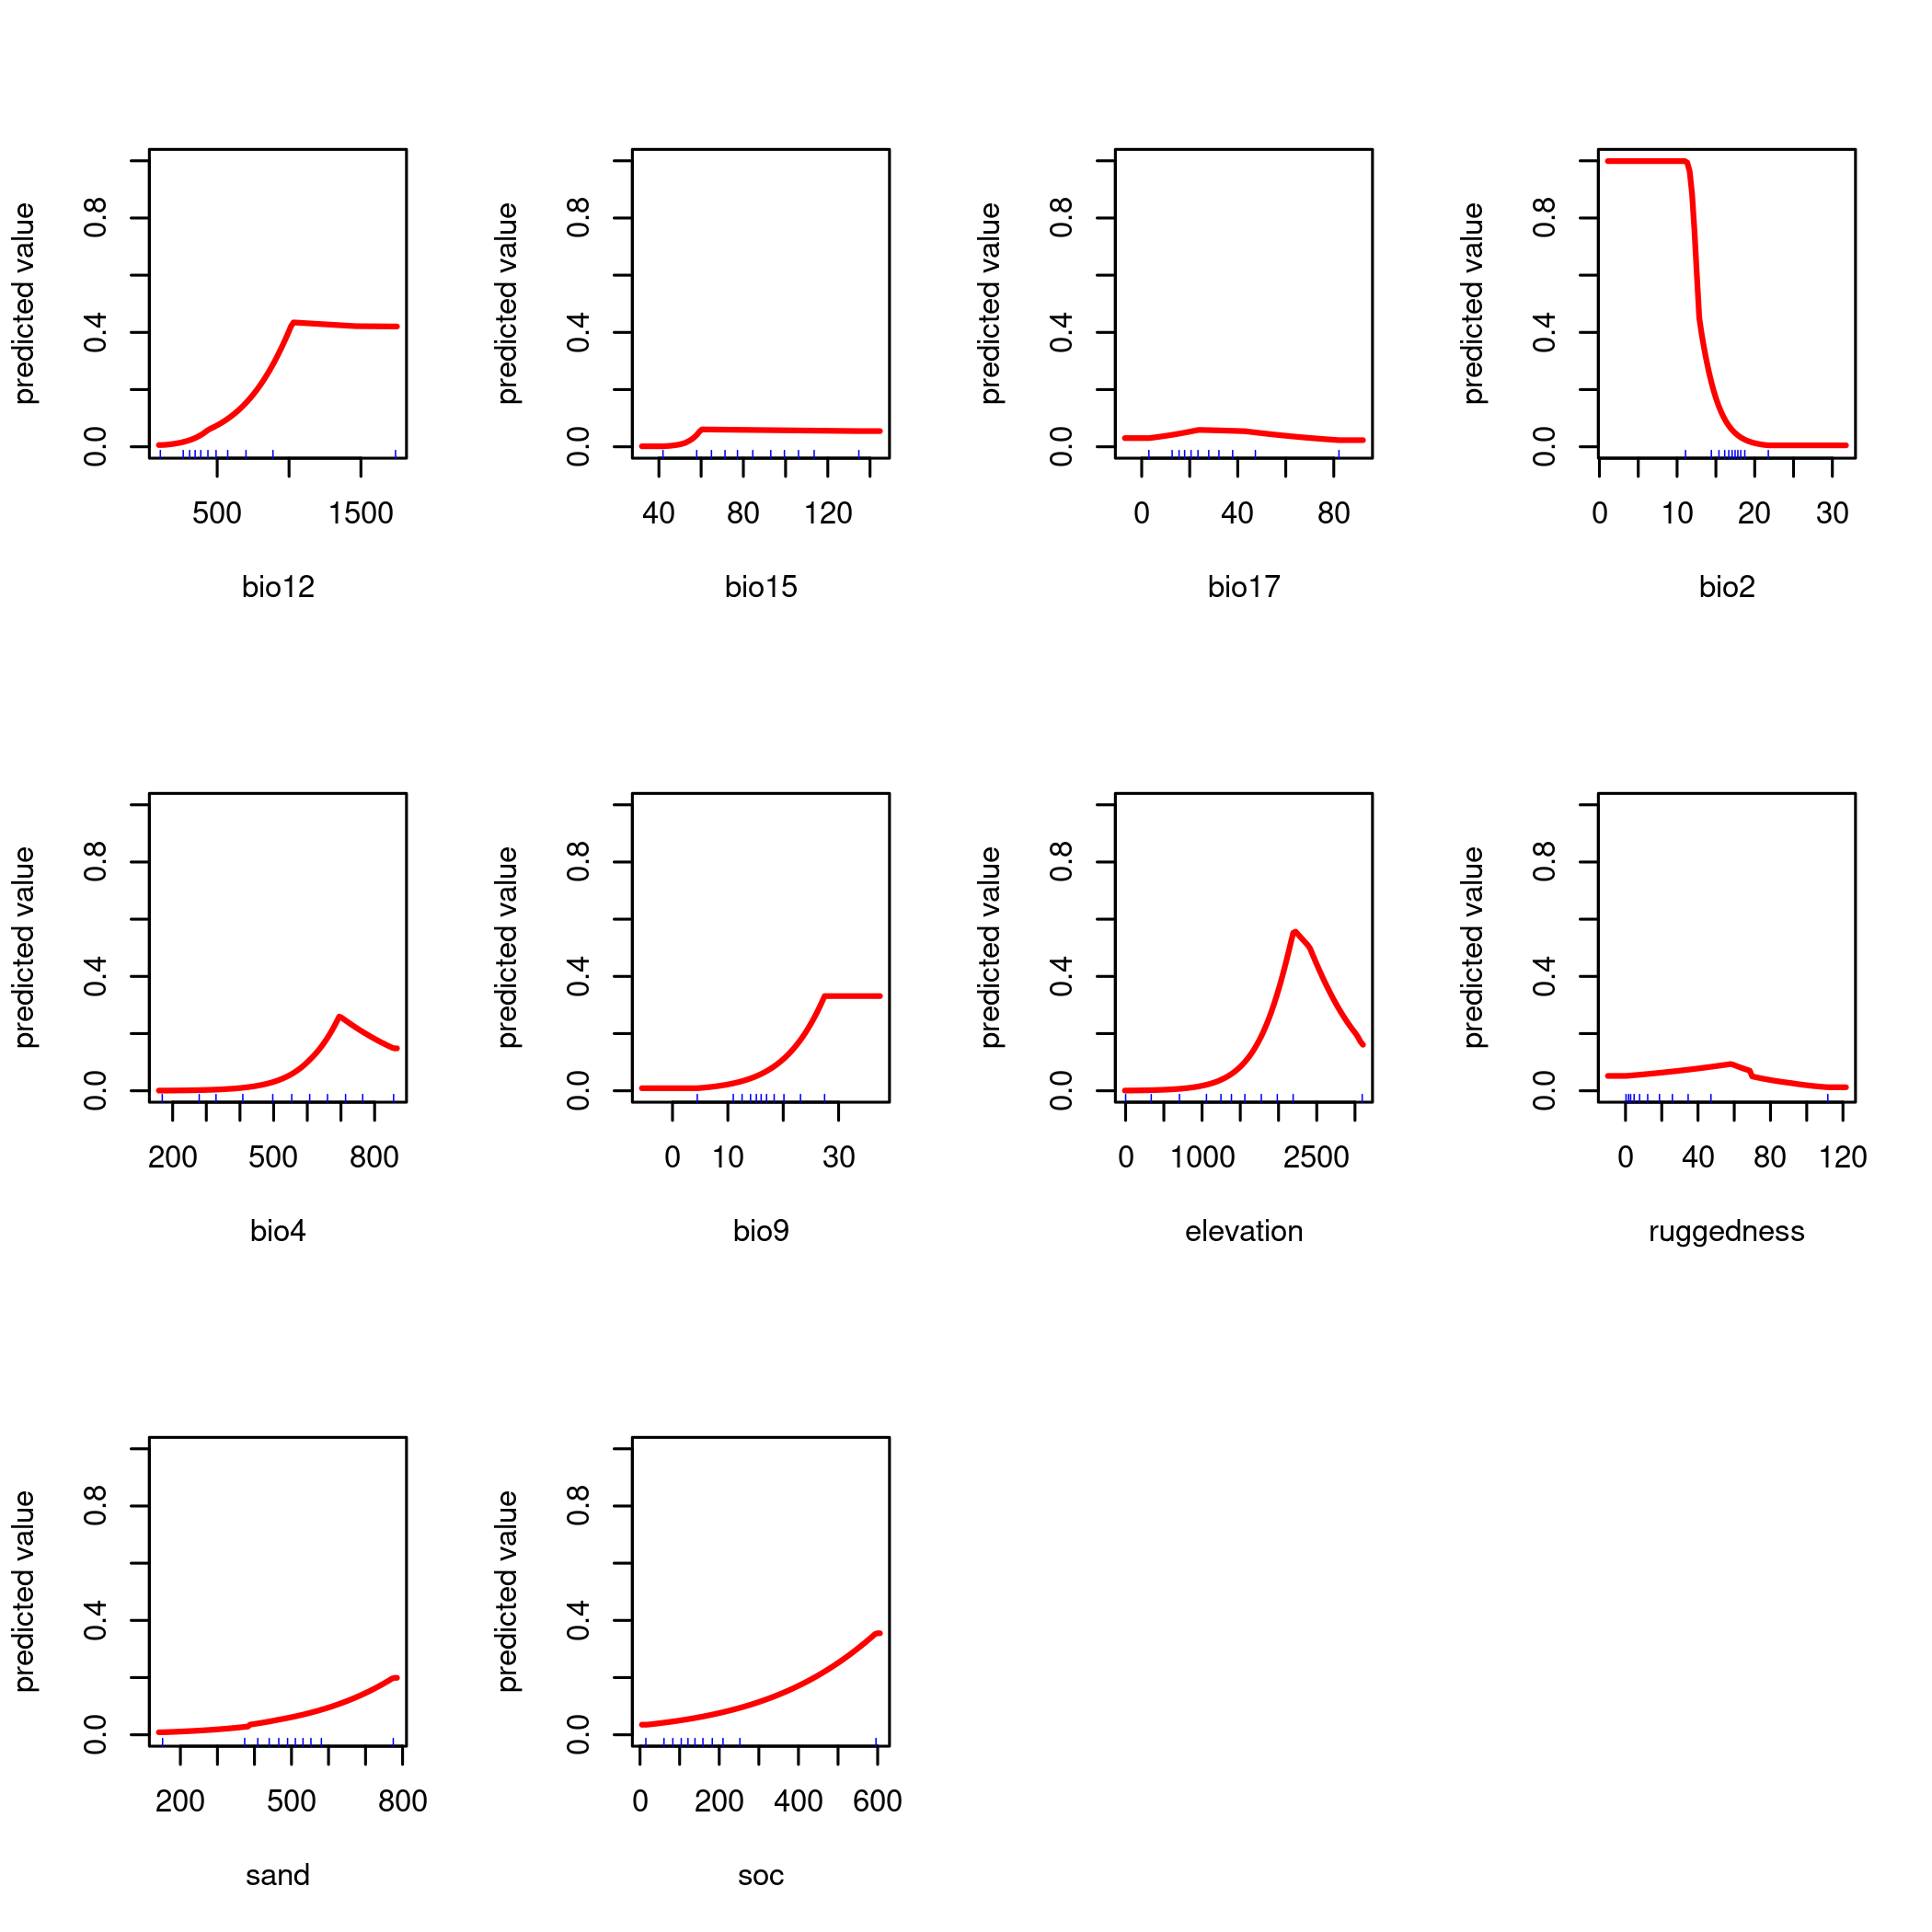 predicted value
0.0 0.4 0.8
500 1500
bio12
predicted value
0.0 0.4 0.8
40 80 120
bio15
predicted value
0.0 0.4 0.8
0 40 80
bio17
predicted value
0.0 0.4 0.8
0 10 20 30
bio2
predicted value
0.0 0.4 0.8
200 500 800
bio4
predicted value
0.0 0.4 0.8
0 10 30
bio9
predicted value
0.0 0.4 0.8
0 1000 2500
elevation
predicted value
0.0 0.4 0.8
0 40 80 120
ruggedness
predicted value
0.0 0.4 0.8
200 500 800
sand
predicted value
0.0 0.4 0.8
0 200 400 600
soc